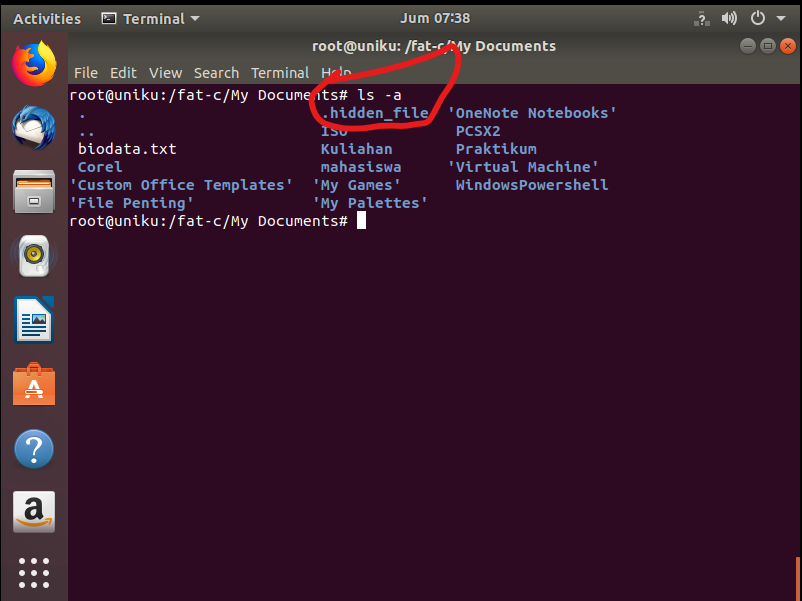 Activities Terminal Jum 07:38
root@uniku: /fat-c/My Documents
File Edit View Search Terminal Help
root@uniku:/fat-c/My Documents# ls -a
. .hidden_file 'OneNote Notebooks'
.. ISO PCSX2
biodata.txt Kuliahan Praktikum
Corel mahasiswa 'Virtual Machine'
'Custom Office Templates' 'My Games' WindowsPowershell
'File Penting' 'My Palettes'
root@uniku:/fat-c/My Documents#